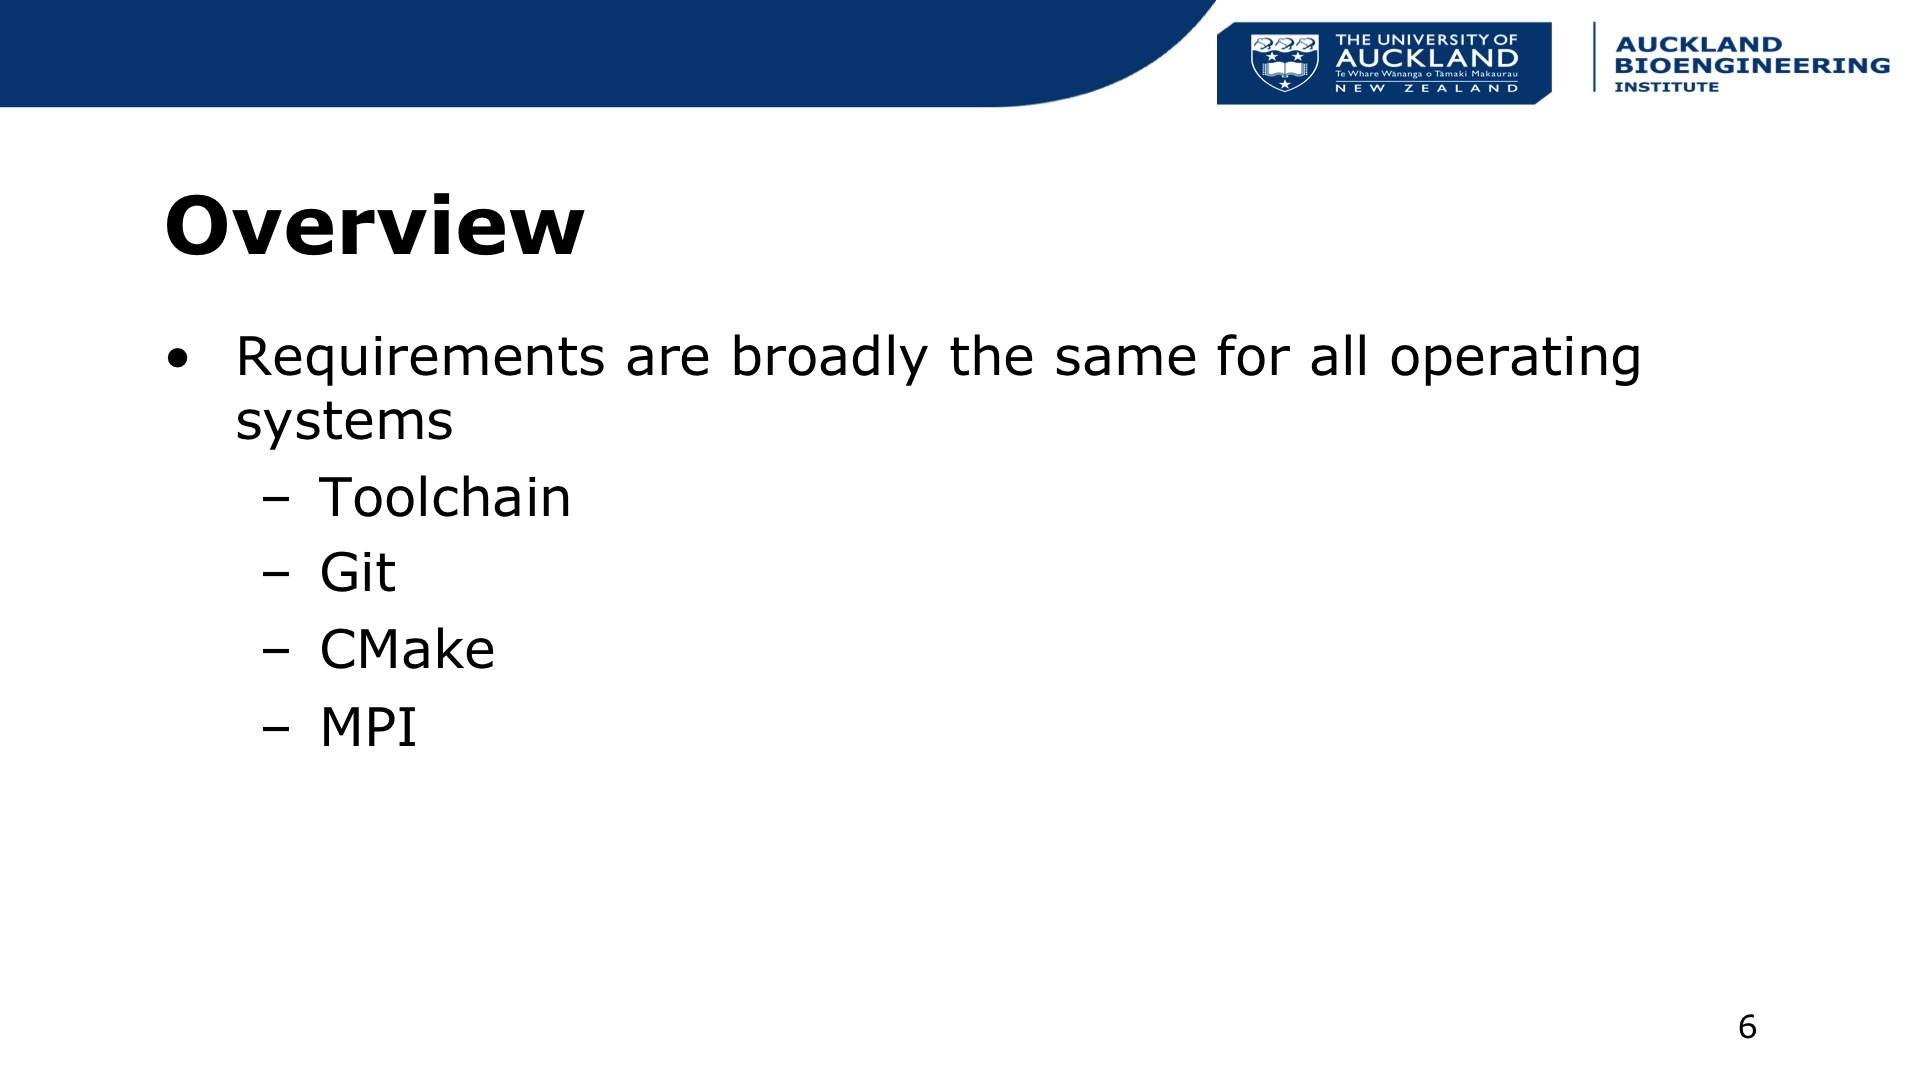 THE UNIVERSITY OF
AUCKLAND
Te Whare Wānanga o Tāmaki Makaurau
NEW ZEALAND
AUCKLAND
BIOENGINEERING
INSTITUTE
Overview
• Requirements are broadly the same for all operating
systems
– Toolchain
– Git
– CMake
– MPI
6